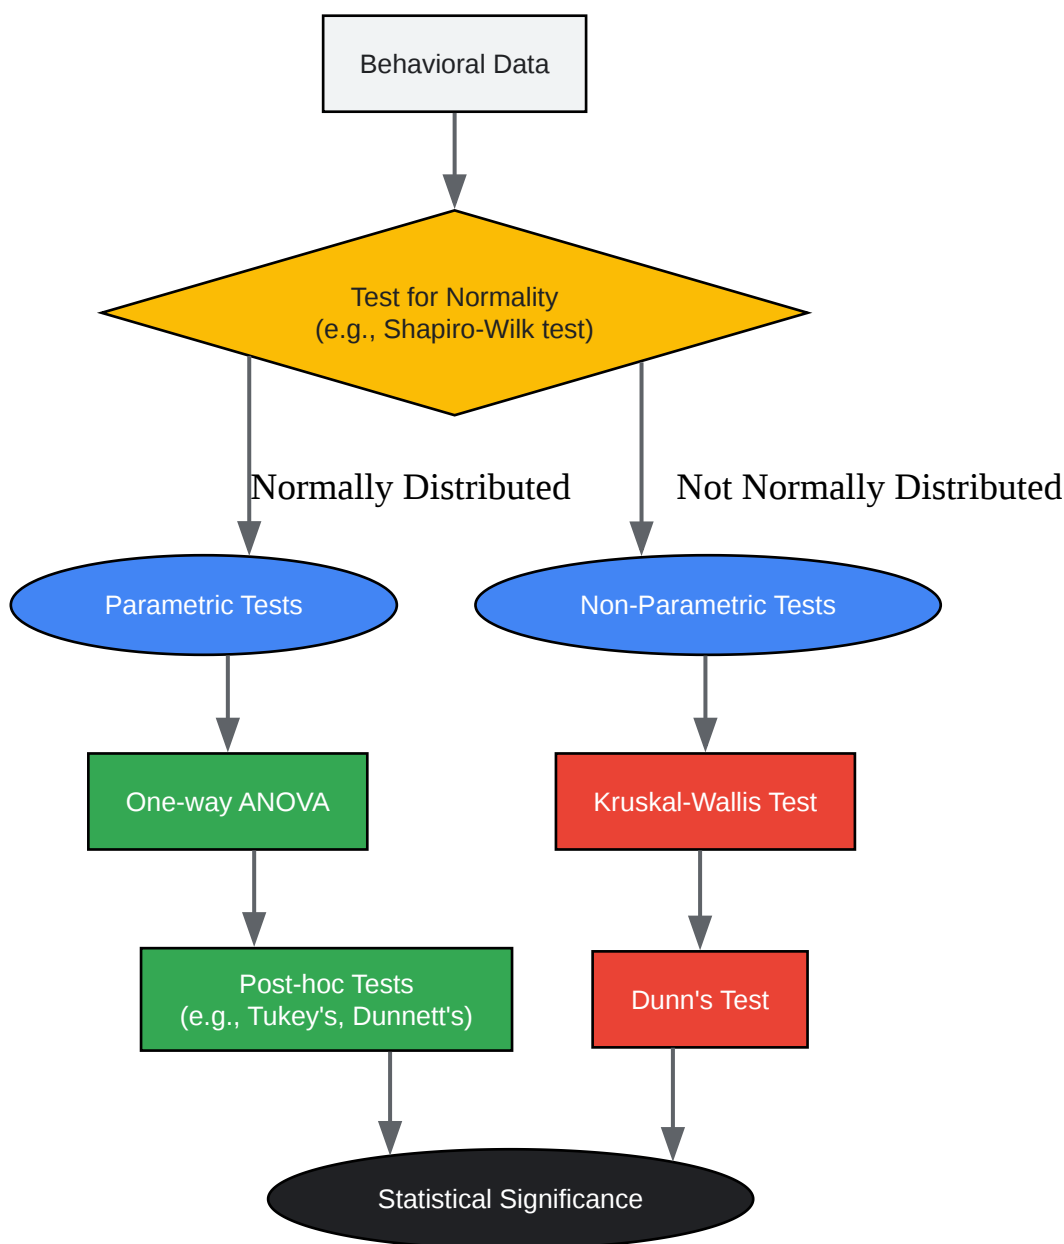 Behavioral Data
Test for Normality
(e.g., Shapiro-Wilk test)
Normally Distributed
Not Normally Distributed
Parametric Tests
Non-Parametric Tests
One-way ANOVA
Kruskal-Wallis Test
Post-hoc Tests
(e.g., Tukey's, Dunnett's)
Dunn's Test
Statistical Significance